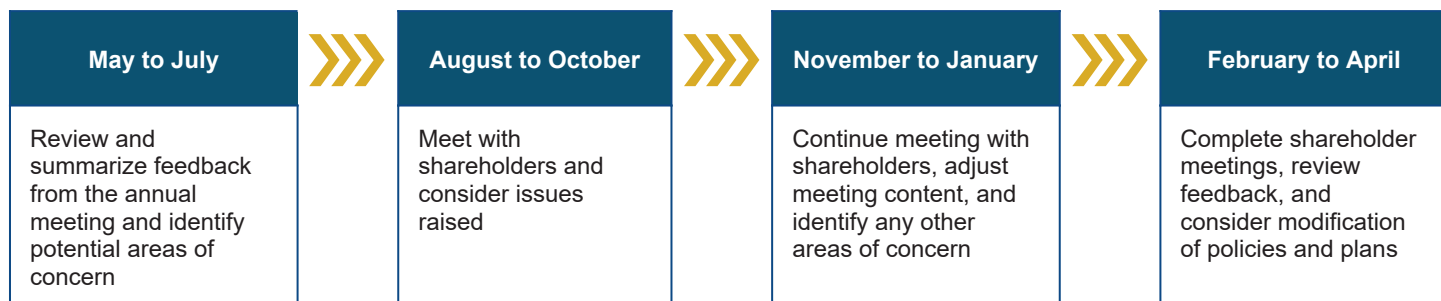 May to July
Review and
summarize feedback
from the annual
meeting and identify
potential areas of
concern
August to October
Meet with
shareholders and
consider issues
raised
November to January
Continue meeting with
shareholders, adjust
meeting content, and
identify any other
areas of concern
February to April
Complete shareholder
meetings, review
feedback, and
consider modification
of policies and plans